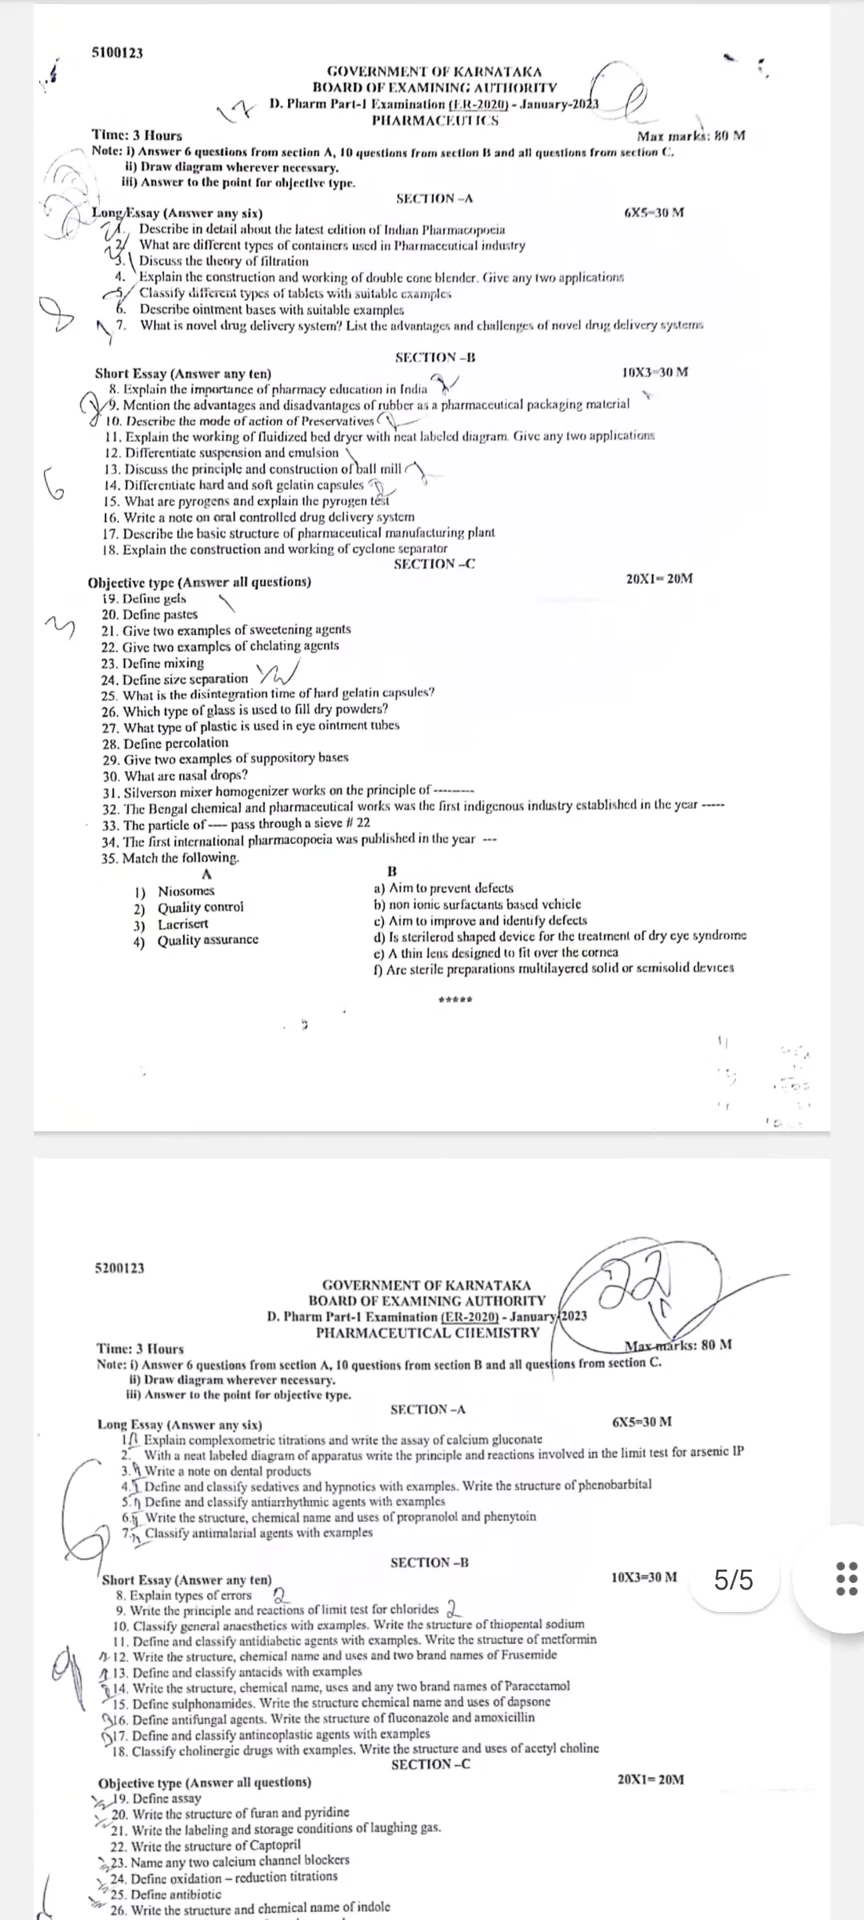 5100123
GOVERNMENT OF KARNATAKA
BOARD OF EXAMINING AUTHORITY
D. Pharm Part-1 Examination (ER-2020) - January-2023
PHARMACEUTICS
Time: 3 Hours Max marks: 80 M
Note: i) Answer 6 questions from section A, 10 questions from section B and all questions from section C.
ii) Draw diagram wherever necessary.
iii) Answer to the point for objective type.
SECTION –A
Long/Essay (Answer any six) 6X5=30 M
1. Describe in detail about the latest edition of Indian Pharmacopoeia
2. What are different types of containers used in Pharmaceutical industry
3. Discuss the theory of filtration
4. Explain the construction and working of double cone blender. Give any two applications
5. Classify different types of tablets with suitable examples
6. Describe ointment bases with suitable examples
7. What is novel drug delivery system? List the advantages and challenges of novel drug delivery systems
SECTION –B
Short Essay (Answer any ten) 10X3=30 M
8. Explain the importance of pharmacy education in India
9. Mention the advantages and disadvantages of rubber as a pharmaceutical packaging material
10. Describe the mode of action of Preservatives
11. Explain the working of fluidized bed dryer with neat labeled diagram. Give any two applications
12. Differentiate suspension and emulsion
13. Discuss the principle and construction of ball mill
14. Differentiate hard and soft gelatin capsules
15. What are pyrogens and explain the pyrogen test
16. Write a note on oral controlled drug delivery system
17. Describe the basic structure of pharmaceutical manufacturing plant
18. Explain the construction and working of cyclone separator
SECTION –C
Objective type (Answer all questions) 20X1= 20M
19. Define gels
20. Define pastes
21. Give two examples of sweetening agents
22. Give two examples of chelating agents
23. Define mixing
24. Define size separation
25. What is the disintegration time of hard gelatin capsules?
26. Which type of glass is used to fill dry powders?
27. What type of plastic is used in eye ointment tubes
28. Define percolation
29. Give two examples of suppository bases
30. What are nasal drops?
31. Silverson mixer homogenizer works on the principle of ---------
32. The Bengal chemical and pharmaceutical works was the first indigenous industry established in the year -----
33. The particle of ---- pass through a sieve # 22
34. The first international pharmacopoeia was published in the year ---
35. Match the following.
A B
1) Niosomes a) Aim to prevent defects
2) Quality control b) non ionic surfactants based vehicle
3) Lacrisert c) Aim to improve and identify defects
4) Quality assurance d) Is sterilerod shaped device for the treatment of dry eye syndrome
e) A thin lens designed to fit over the cornea
f) Are sterile preparations multilayered solid or semisolid devices
*****
5200123
22
GOVERNMENT OF KARNATAKA
BOARD OF EXAMINING AUTHORITY
D. Pharm Part-1 Examination (ER-2020) - January 2023
PHARMACEUTICAL CHEMISTRY
Time: 3 Hours Max marks: 80 M
Note: i) Answer 6 questions from section A, 10 questions from section B and all questions from section C.
ii) Draw diagram wherever necessary.
iii) Answer to the point for objective type.
SECTION –A
Long Essay (Answer any six) 6X5=30 M
1. Explain complexometric titrations and write the assay of calcium gluconate
2. With a neat labeled diagram of apparatus write the principle and reactions involved in the limit test for arsenic IP
3. Write a note on dental products
4. Define and classify sedatives and hypnotics with examples. Write the structure of phenobarbital
5. Define and classify antiarrhythmic agents with examples
6. Write the structure, chemical name and uses of propranolol and phenytoin
7. Classify antimalarial agents with examples
SECTION –B
Short Essay (Answer any ten) 10X3=30 M
5/5
8. Explain types of errors 2
9. Write the principle and reactions of limit test for chlorides 2
10. Classify general anaesthetics with examples. Write the structure of thiopental sodium
11. Define and classify antidiabetic agents with examples. Write the structure of metformin
12. Write the structure, chemical name and uses and two brand names of Frusemide
13. Define and classify antacids with examples
14. Write the structure, chemical name, uses and any two brand names of Paracetamol
15. Define sulphonamides. Write the structure chemical name and uses of dapsone
16. Define antifungal agents. Write the structure of fluconazole and amoxicillin
17. Define and classify antineoplastic agents with examples
18. Classify cholinergic drugs with examples. Write the structure and uses of acetyl choline
SECTION –C
Objective type (Answer all questions) 20X1= 20M
19. Define assay
20. Write the structure of furan and pyridine
21. Write the labeling and storage conditions of laughing gas.
22. Write the structure of Captopril
23. Name any two calcium channel blockers
24. Define oxidation – reduction titrations
25. Define antibiotic
26. Write the structure and chemical name of indole